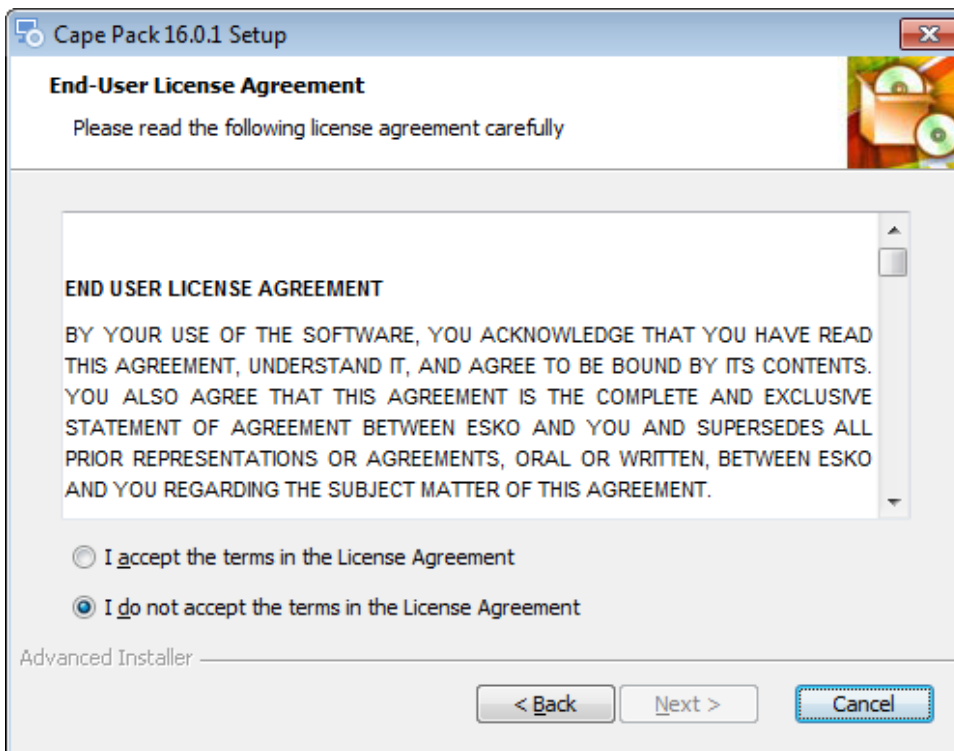 Cape Pack 16.0.1 Setup
End-User License Agreement
Please read the following license agreement carefully
END USER LICENSE AGREEMENT
BY YOUR USE OF THE SOFTWARE, YOU ACKNOWLEDGE THAT YOU HAVE READ
THIS AGREEMENT, UNDERSTAND IT, AND AGREE TO BE BOUND BY ITS CONTENTS.
YOU ALSO AGREE THAT THIS AGREEMENT IS THE COMPLETE AND EXCLUSIVE
STATEMENT OF AGREEMENT BETWEEN ESKO AND YOU AND SUPERSEDES ALL
PRIOR REPRESENTATIONS OR AGREEMENTS, ORAL OR WRITTEN, BETWEEN ESKO
AND YOU REGARDING THE SUBJECT MATTER OF THIS AGREEMENT.
I accept the terms in the License Agreement
I do not accept the terms in the License Agreement
Advanced Installer
< Back Next > Cancel